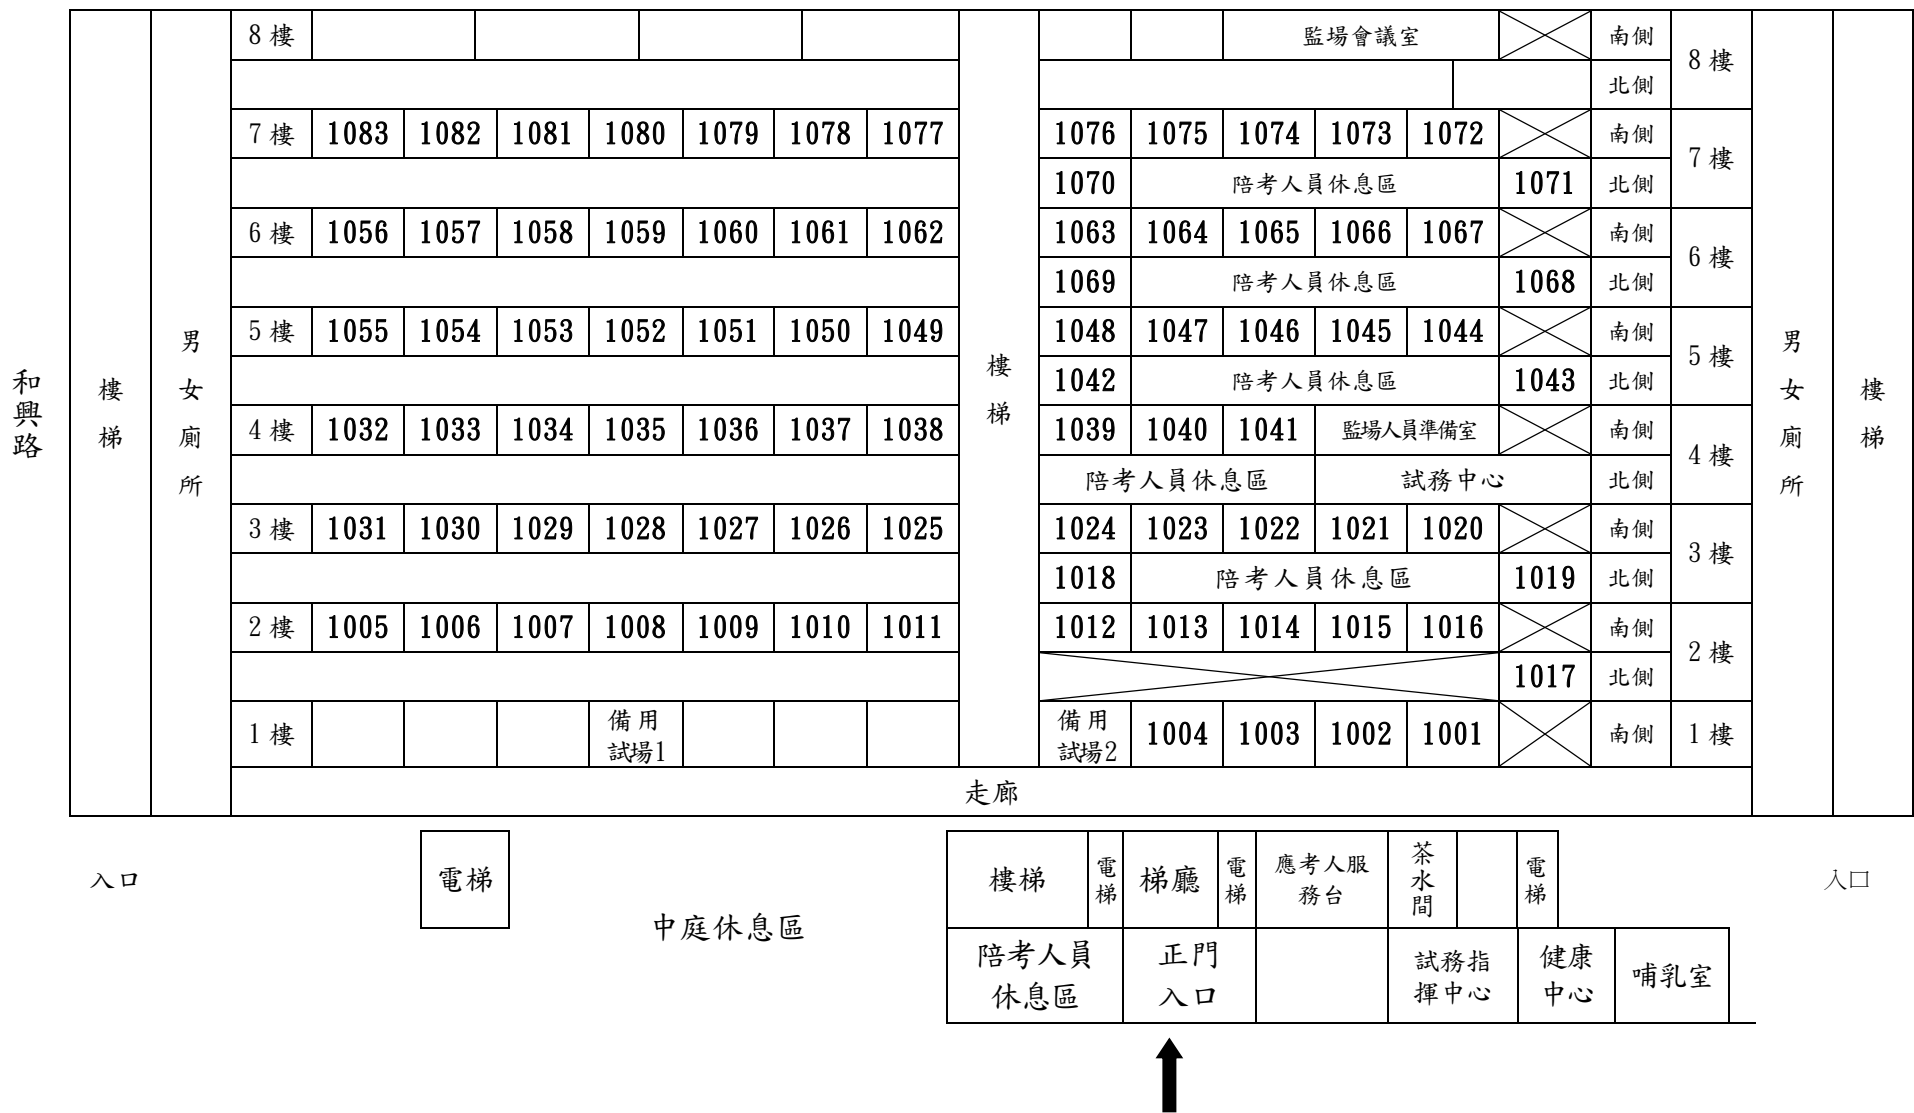 8樓 監場會議室 南側
北側 8樓
7樓 1083 1082 1081 1080 1079 1078 1077 1076 1075 1074 1073 1072 南側
1070 陪考人員休息區 1071 北側 7樓
6樓 1056 1057 1058 1059 1060 1061 1062 1063 1064 1065 1066 1067 南側
1069 陪考人員休息區 1068 北側 6樓
5樓 1055 1054 1053 1052 1051 1050 1049 1048 1047 1046 1045 1044 南側
1042 陪考人員休息區 1043 北側 5樓
4樓 1032 1033 1034 1035 1036 1037 1038 1039 1040 1041 監場人員準備室 南側
陪考人員休息區 試務中心 北側 4樓
3樓 1031 1030 1029 1028 1027 1026 1025 1024 1023 1022 1021 1020 南側
1018 陪考人員休息區 1019 北側 3樓
2樓 1005 1006 1007 1008 1009 1010 1011 1012 1013 1014 1015 1016 南側
1017 北側 2樓
1樓 備用試場1 備用試場2 1004 1003 1002 1001 南側 1樓
和興路
樓梯
男女廁所
樓梯
男女廁所
樓梯
走廊
入口
電梯
中庭休息區
樓梯
電梯
梯廳
電梯
應考人服
務台
茶水間
電梯
入口
陪考人員
休息區
正門
入口
試務指
揮中心
健康
中心
哺乳室